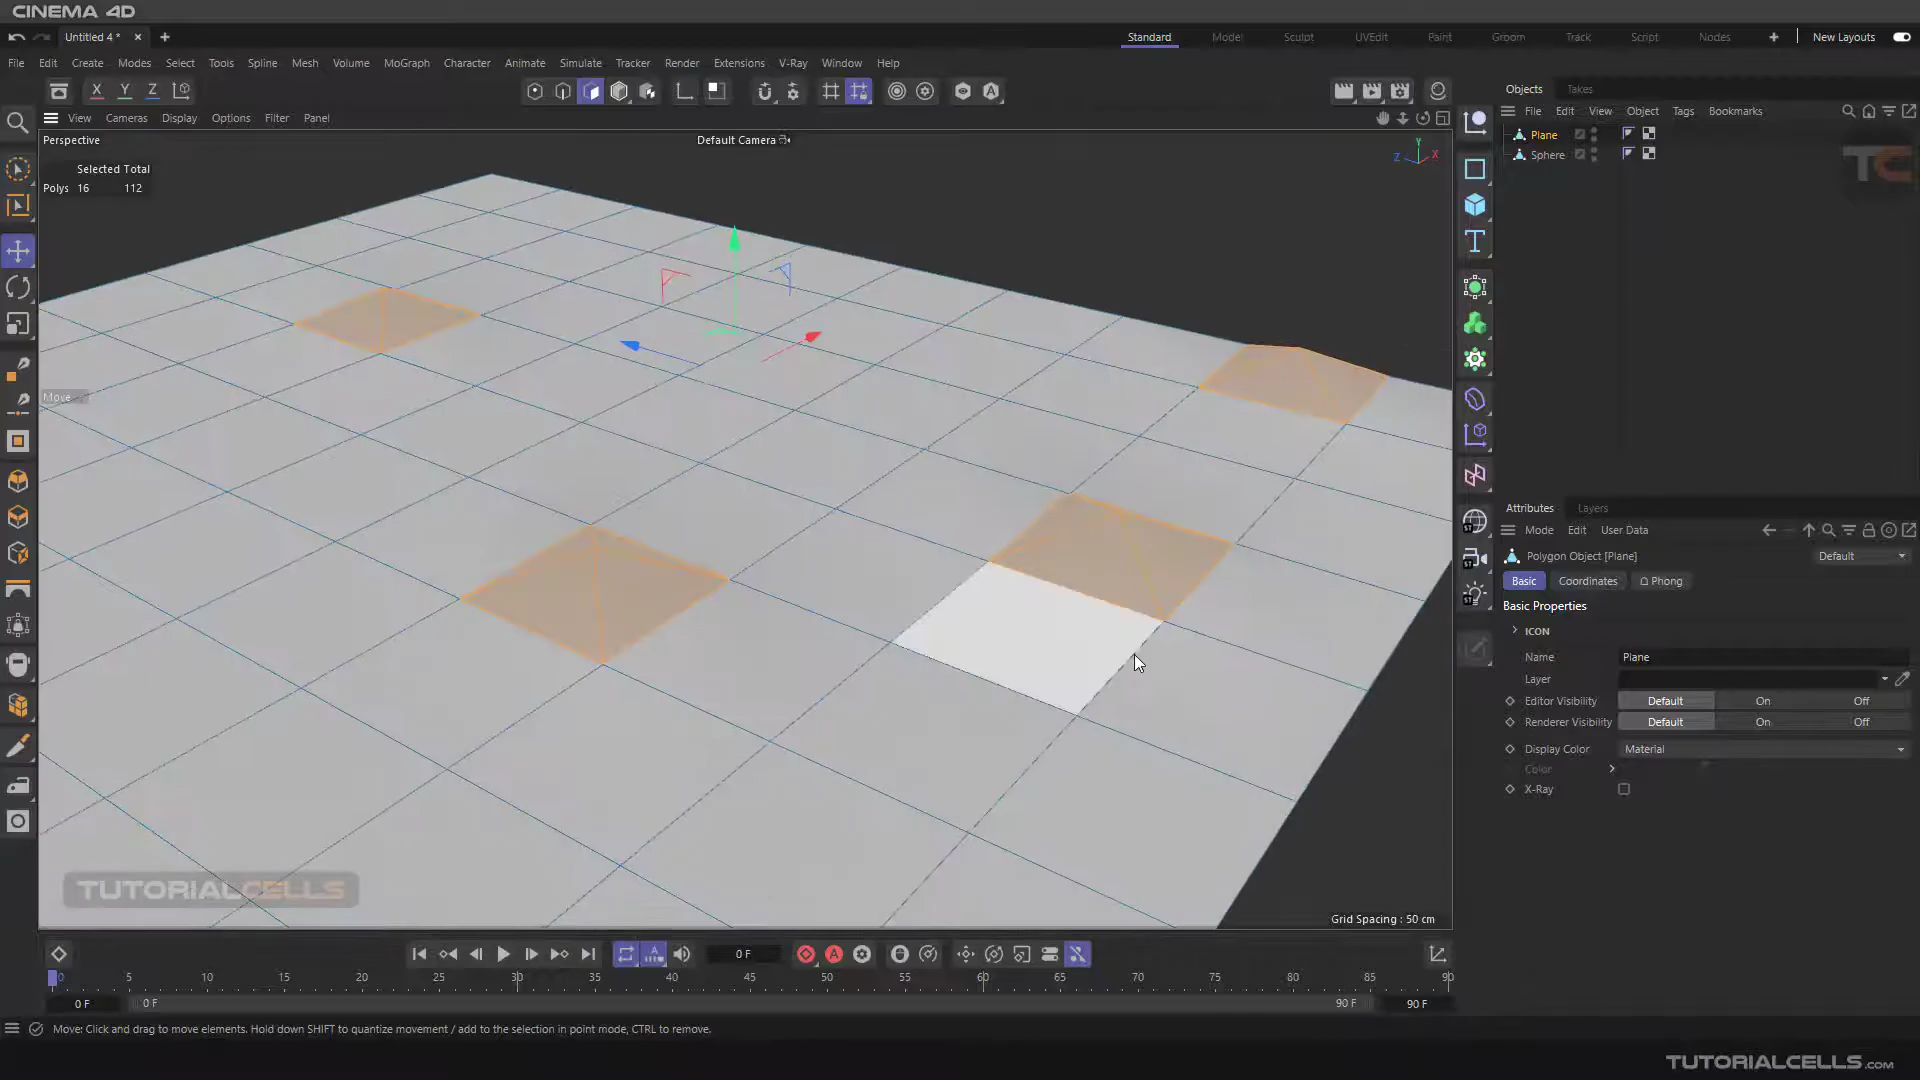 CINEMA 4D
Untitled 4 *
Standard Model Sculpt UVEdit Paint Groom Track Script Nodes New Layouts
File Edit Create Modes Select Tools Spline Mesh Volume MoGraph Character Animate Simulate Tracker Render Extensions V-Ray Window Help
X Y Z
View Cameras Display Options Filter Panel
Perspective
Default Camera
Y
Z X
Selected Total
Polys 16 112
Move
TUTORIALCELLS
Grid Spacing : 50 cm
Objects Takes
File Edit View Object Tags Bookmarks
Plane
Sphere
TC
Attributes Layers
Mode Edit User Data
Polygon Object [Plane]
Default
Basic Coordinates Phong
Basic Properties
ICON
Name Plane
Layer
Editor Visibility Default On Off
Renderer Visibility Default On Off
Display Color Material
Color
X-Ray
0 F
0 5 10 15 20 25 30 35 40 45 50 55 60 65 70 75 80 85 90
0 F 0 F 90 F 90 F
Move: Click and drag to move elements. Hold down SHIFT to quantize movement / add to the selection in point mode, CTRL to remove.
TUTORIALCELLS.com